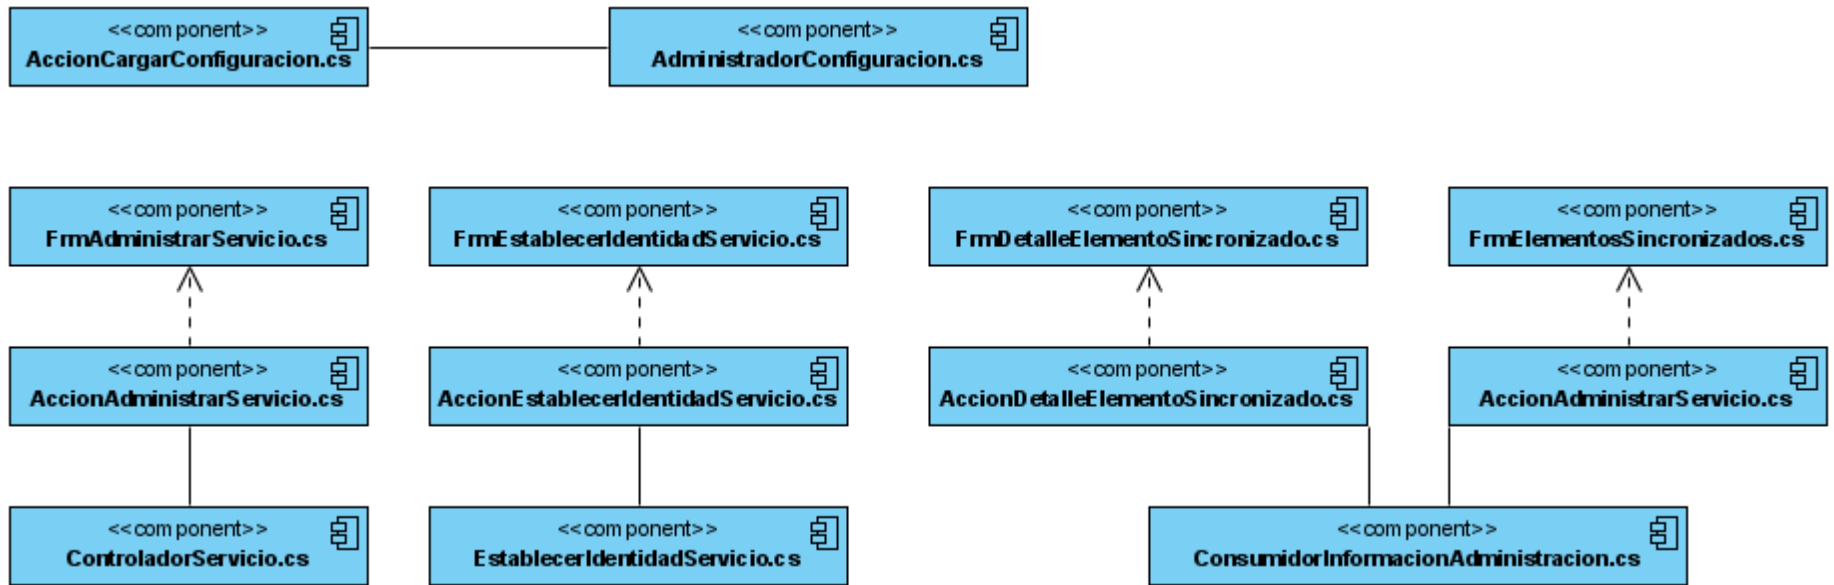 <<component>>
AccionCargarConfiguracion.cs
<<component>>
AdministradorConfiguracion.cs
<<component>>
FrmAdministrarServicio.cs
<<component>>
FrmEstablecerIdentidadServicio.cs
<<component>>
FrmDetalleElementoSincronizado.cs
<<component>>
FrmElementosSincronizados.cs
<<component>>
AccionAdministrarServicio.cs
<<component>>
AccionEstablecerIdentidadServicio.cs
<<component>>
AccionDetalleElementoSincronizado.cs
<<component>>
AccionAdministrarServicio.cs
<<component>>
ControladorServicio.cs
<<component>>
EstablecerIdentidadServicio.cs
<<component>>
ConsumidorInformacionAdministracion.cs